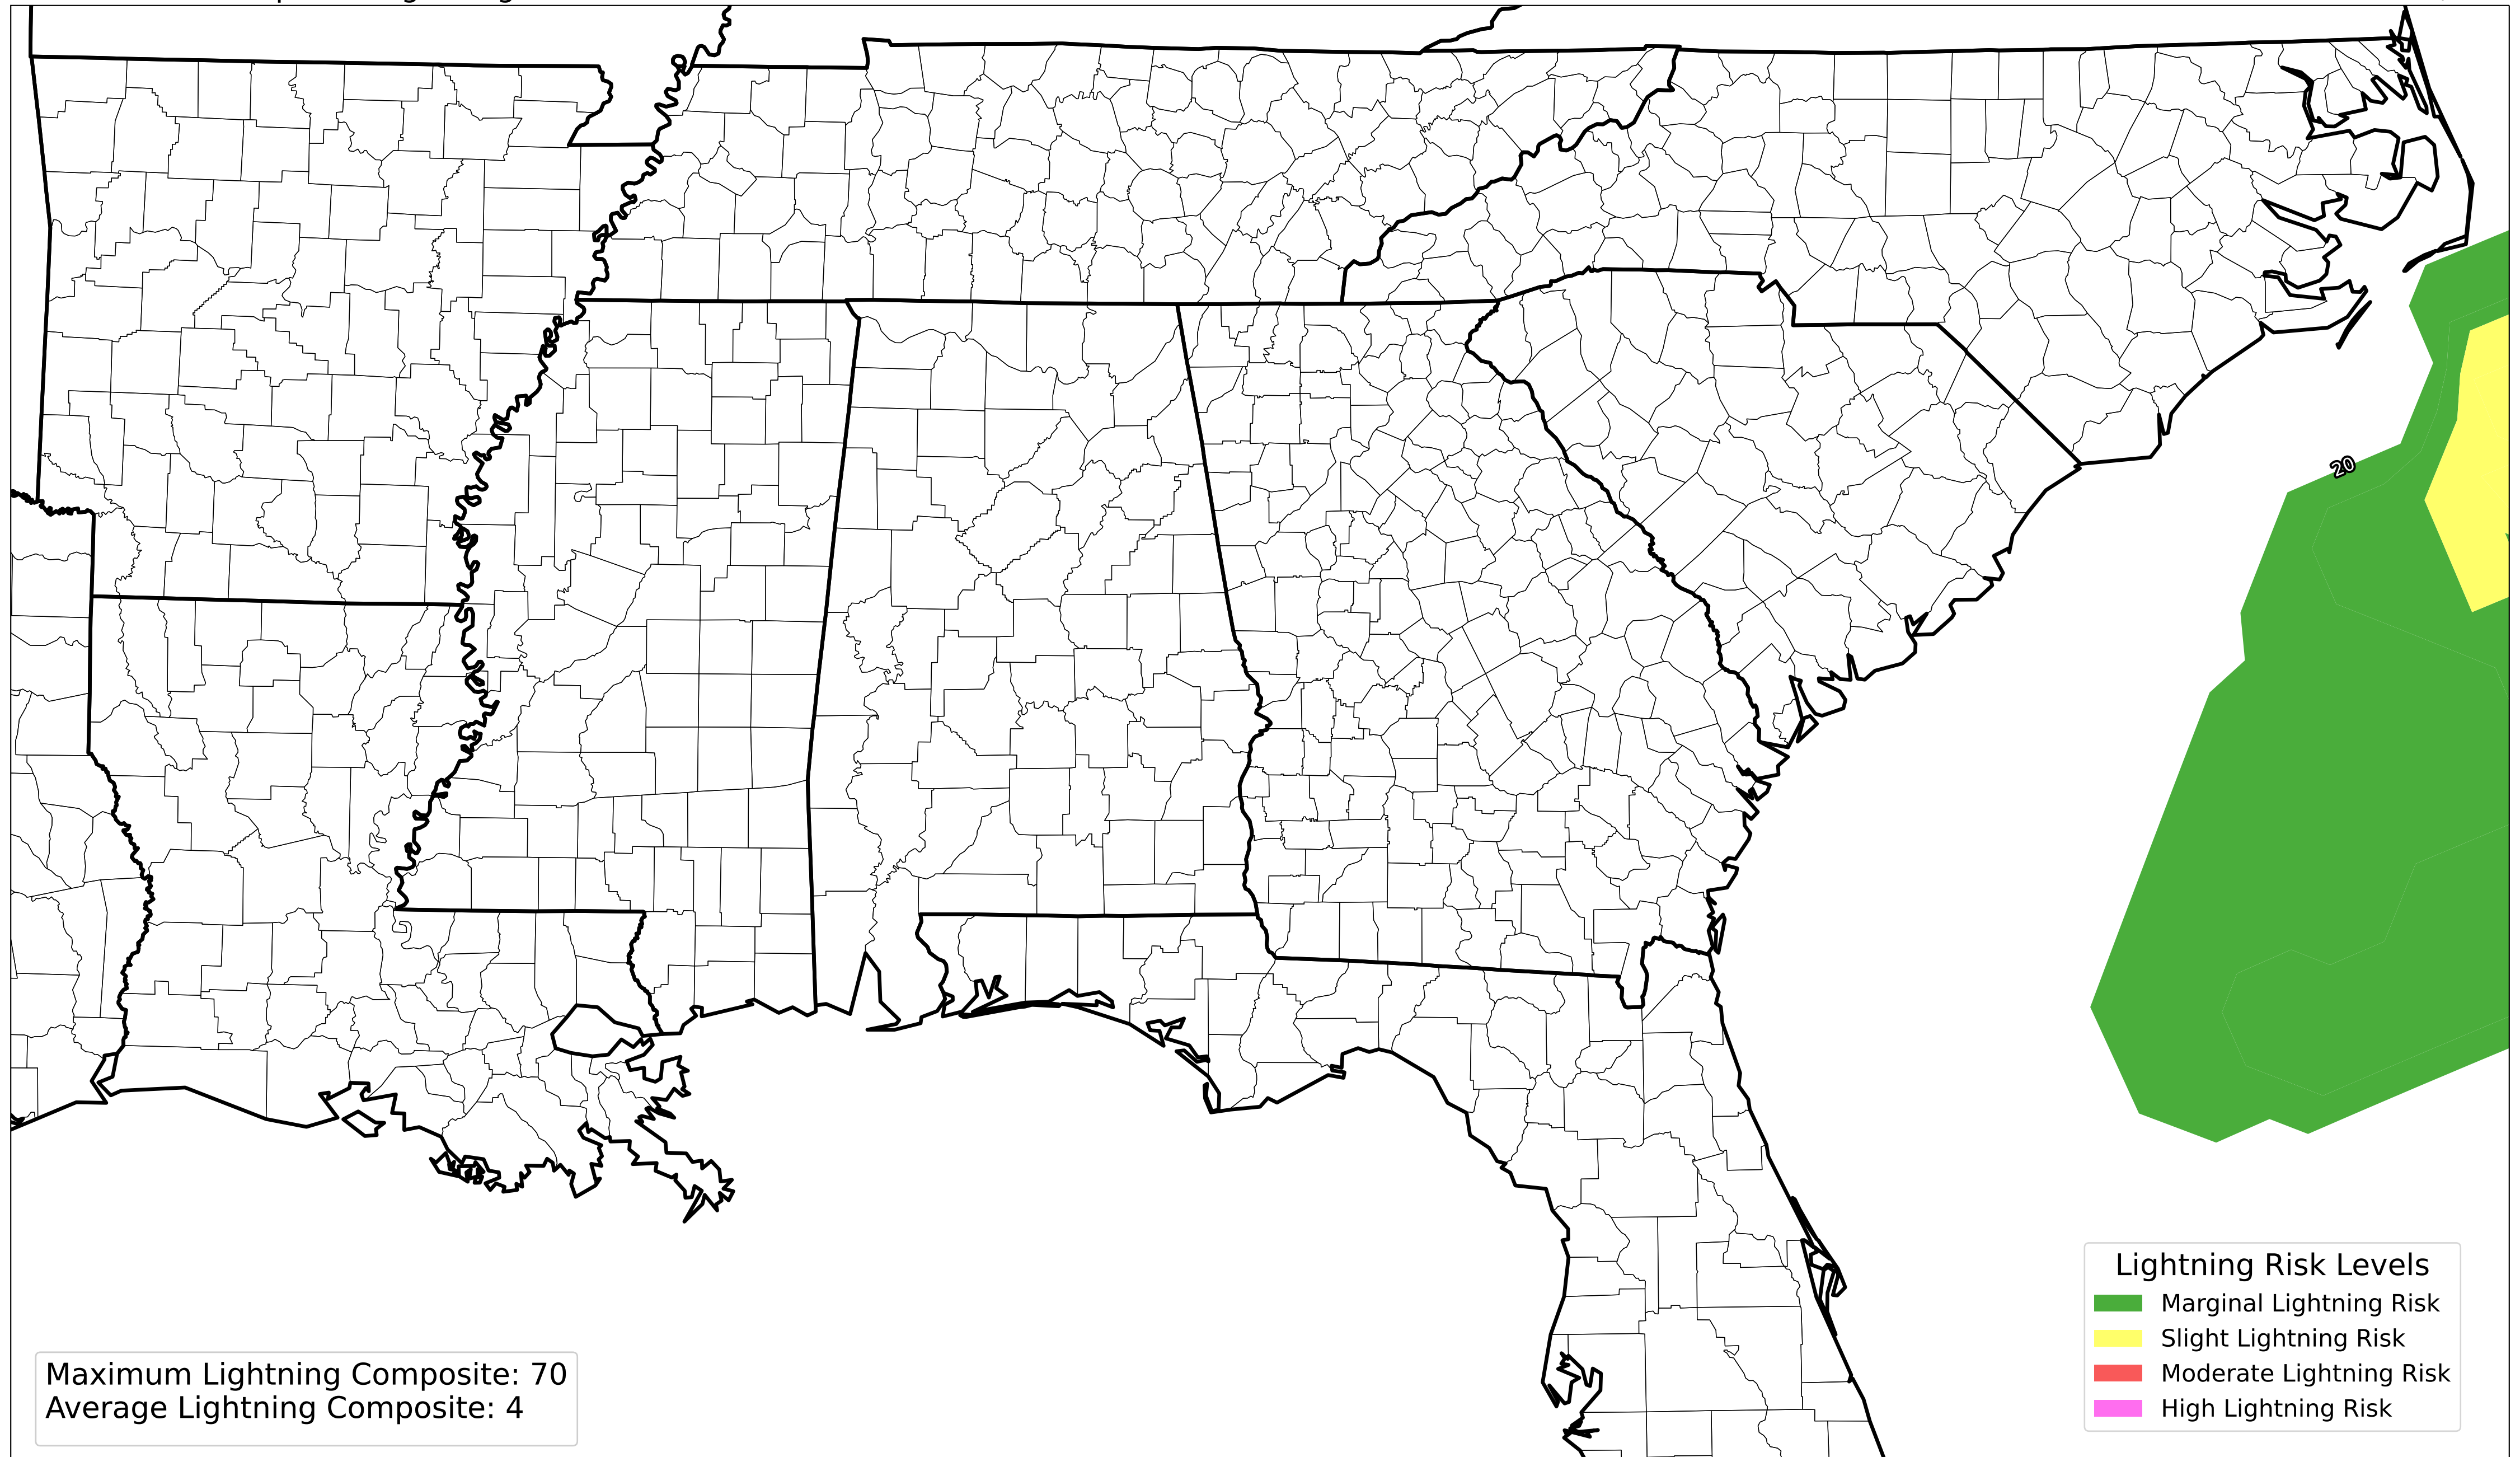 20
Lightning Risk Levels
Marginal Lightning Risk
Slight Lightning Risk
Moderate Lightning Risk
High Lightning Risk
Maximum Lightning Composite: 70
Average Lightning Composite: 4